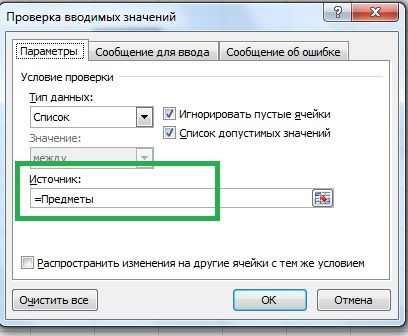 Проверка вводимых значений
Параметры Сообщение для ввода Сообщение об ошибке
Условие проверки
Тип данных:
Список Игнорировать пустые ячейки
Значение: Список допустимых значений
между
Источник:
=Предметы
Распространить изменения на другие ячейки с тем же условием
Очистить все ОК Отмена